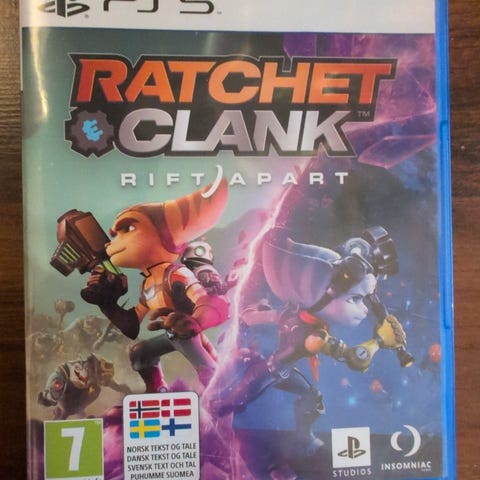 PS5
RATCHET
& CLANK
TM
RIFT APART
7
NORSK TEKST OG TALE
DANSK TEKST OG TALE
SVENSK TEXT OCH TAL
PUHUMME SUOMEA
STUDIOS
INSOMNIAC